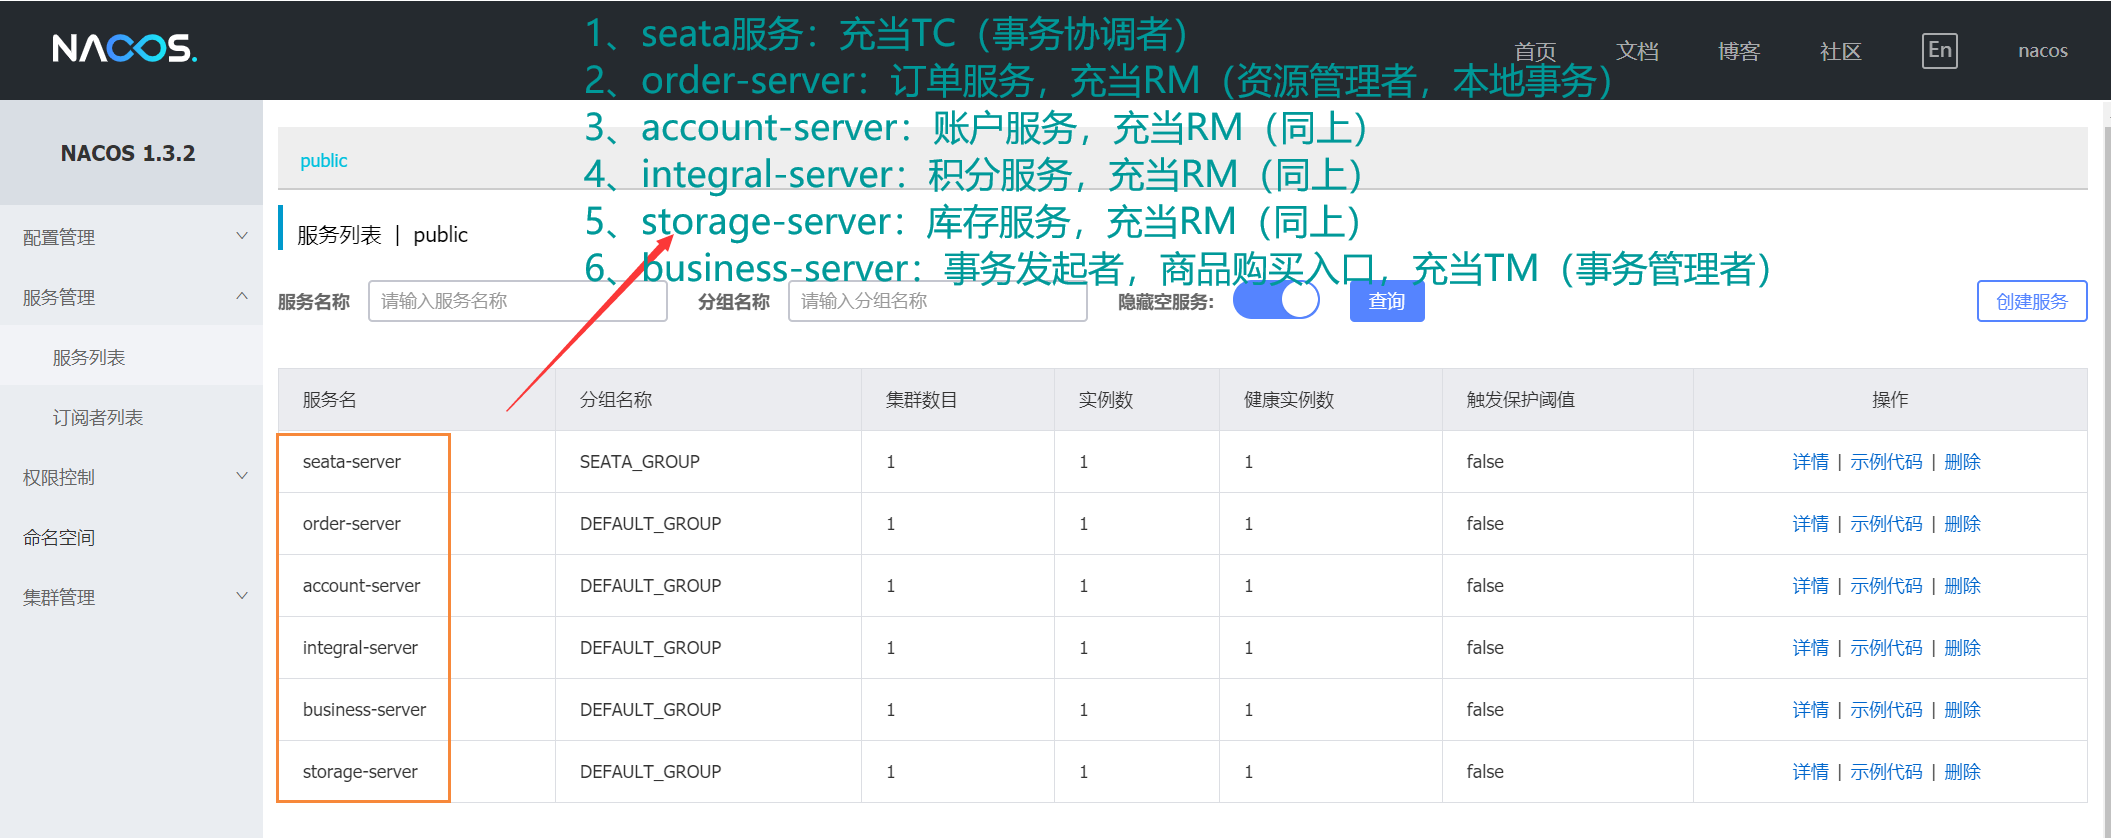 NACOS.
首页 文档 博客 社区 En nacos
1、seata服务：充当TC（事务协调者）
2、order-server：订单服务，充当RM（资源管理者，本地事务）
3、account-server：账户服务，充当RM（同上）
4、integral-server：积分服务，充当RM（同上）
5、storage-server：库存服务，充当RM（同上）
6、business-server：事务发起者，商品购买入口，充当TM（事务管理者）
NACOS 1.3.2
配置管理
服务管理
服务列表
订阅者列表
权限控制
命名空间
集群管理
public
服务列表 | public
服务名称 请输入服务名称 分组名称 请输入分组名称 隐藏空服务: 查询 创建服务
服务名 分组名称 集群数目 实例数 健康实例数 触发保护阈值 操作
seata-server SEATA_GROUP 1 1 1 false 详情 | 示例代码 | 删除
order-server DEFAULT_GROUP 1 1 1 false 详情 | 示例代码 | 删除
account-server DEFAULT_GROUP 1 1 1 false 详情 | 示例代码 | 删除
integral-server DEFAULT_GROUP 1 1 1 false 详情 | 示例代码 | 删除
business-server DEFAULT_GROUP 1 1 1 false 详情 | 示例代码 | 删除
storage-server DEFAULT_GROUP 1 1 1 false 详情 | 示例代码 | 删除